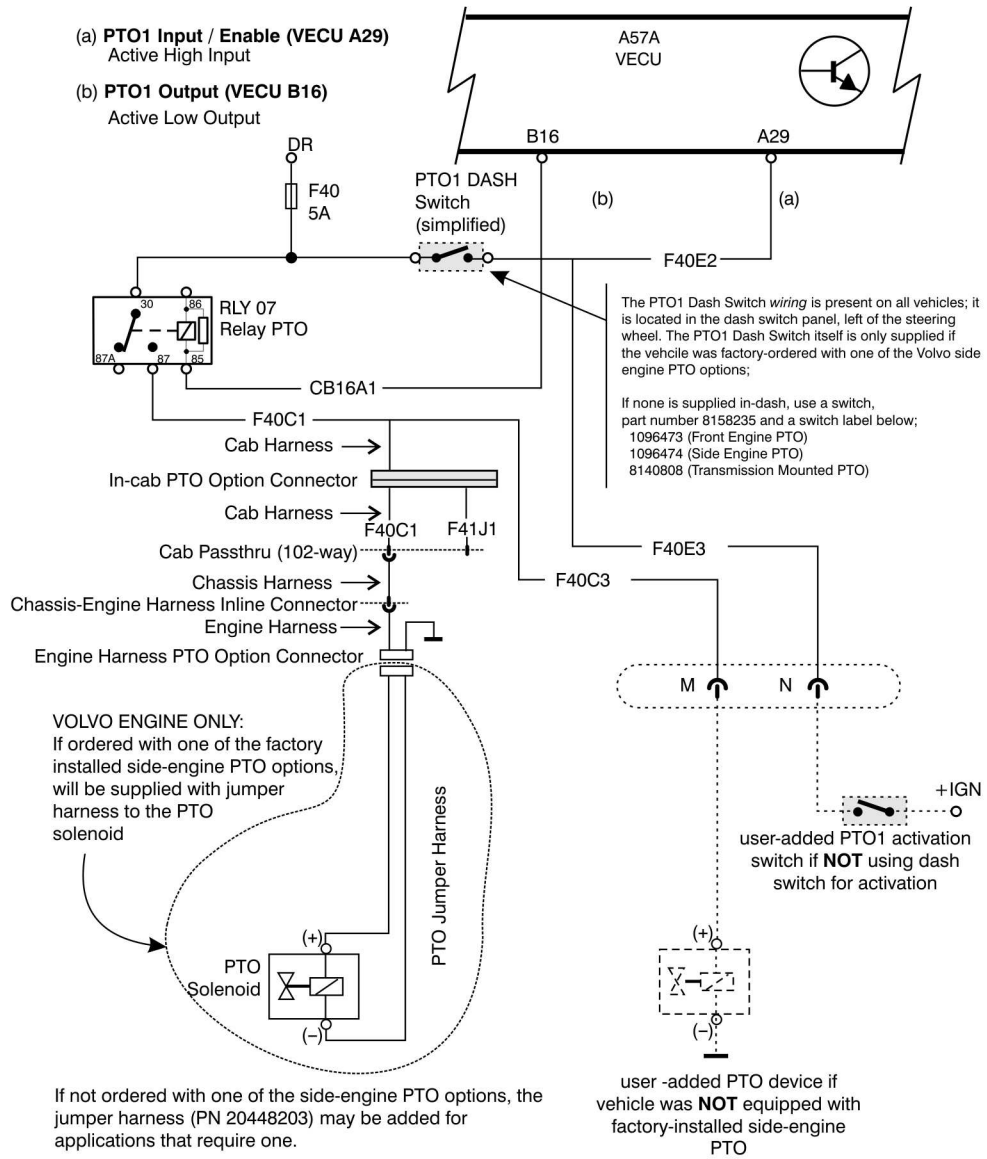 (a) PTO1 Input / Enable (VECU A29)
Active High Input
(b) PTO1 Output (VECU B16)
Active Low Output
A57A
VECU
B16
A29
DR
F40
5A
PTO1 DASH
Switch
(simplified)
(b)
(a)
F40E2
30
86
87A
87
85
RLY 07
Relay PTO
The PTO1 Dash Switch wiring is present on all vehicles; it
is located in the dash switch panel, left of the steering
wheel. The PTO1 Dash Switch itself is only supplied if
the vehcile was factory-ordered with one of the Volvo side
engine PTO options;
If none is supplied in-dash, use a switch,
part number 8158235 and a switch label below;
1096473 (Front Engine PTO)
1096474 (Side Engine PTO)
8140808 (Transmission Mounted PTO)
CB16A1
F40C1
Cab Harness
In-cab PTO Option Connector
Cab Harness
F40C1
F41J1
Cab Passthru (102-way)
F40E3
Chassis Harness
F40C3
Chassis-Engine Harness Inline Connector
Engine Harness
Engine Harness PTO Option Connector
M
N
VOLVO ENGINE ONLY:
If ordered with one of the factory
installed side-engine PTO options,
will be supplied with jumper
harness to the PTO
solenoid
PTO Jumper Harness
+IGN
user-added PTO1 activation
switch if NOT using dash
switch for activation
(+)
PTO
Solenoid
(–)
(+)
(–)
user -added PTO device if
vehicle was NOT equipped with
factory-installed side-engine
PTO
If not ordered with one of the side-engine PTO options, the
jumper harness (PN 20448203) may be added for
applications that require one.